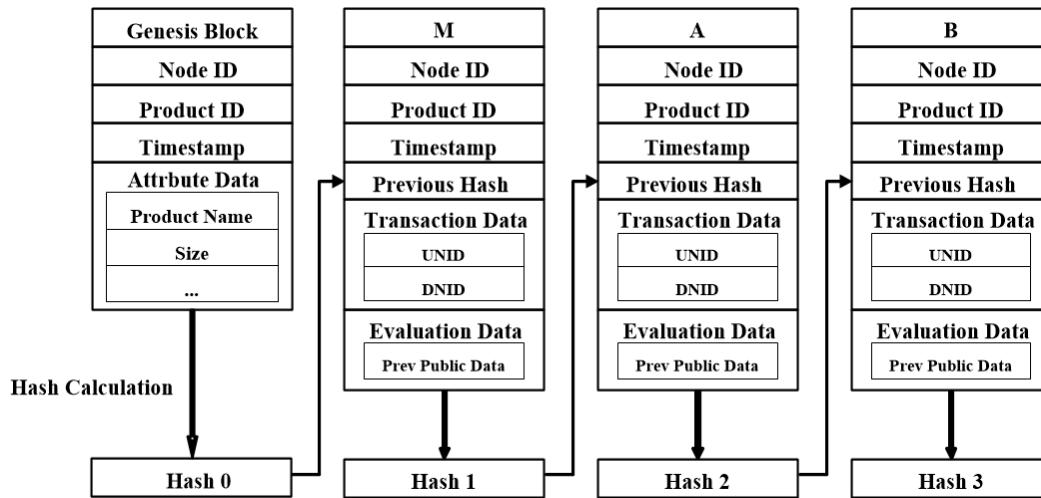 Genesis Block
Node ID
Product ID
Timestamp
Attrbute Data
Product Name
Size
...
Hash Calculation
Hash 0
M
Node ID
Product ID
Timestamp
Previous Hash
Transaction Data
UNID
DNID
Evaluation Data
Prev Public Data
Hash 1
A
Node ID
Product ID
Timestamp
Previous Hash
Transaction Data
UNID
DNID
Evaluation Data
Prev Public Data
Hash 2
B
Node ID
Product ID
Timestamp
Previous Hash
Transaction Data
UNID
DNID
Evaluation Data
Prev Public Data
Hash 3